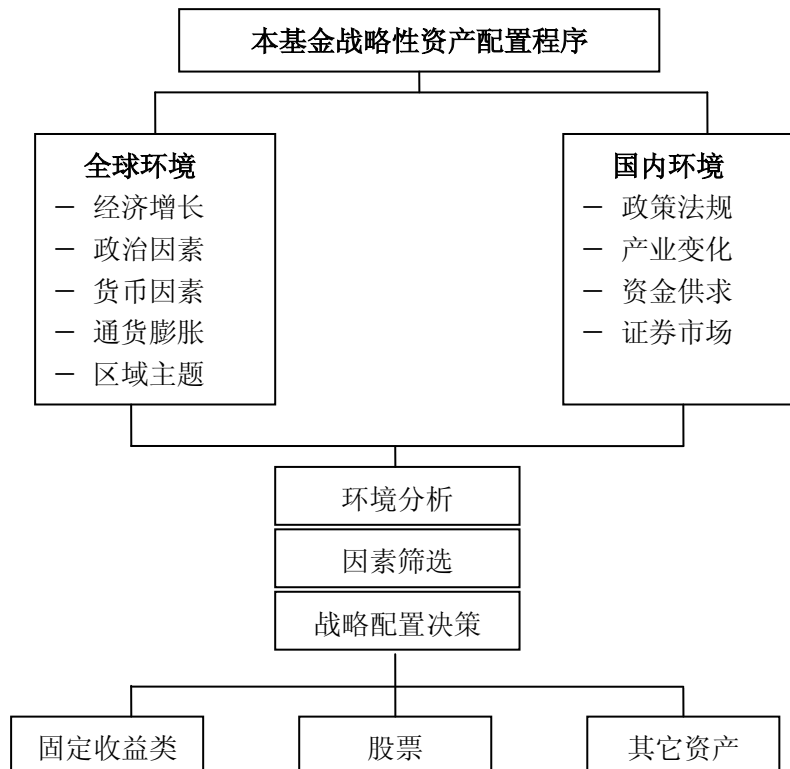 本基金战略性资产配置程序
全球环境
— 经济增长
— 政治因素
— 货币因素
— 通货膨胀
— 区域主题
国内环境
— 政策法规
— 产业变化
— 资金供求
— 证券市场
环境分析
因素筛选
战略配置决策
固定收益类
股票
其它资产